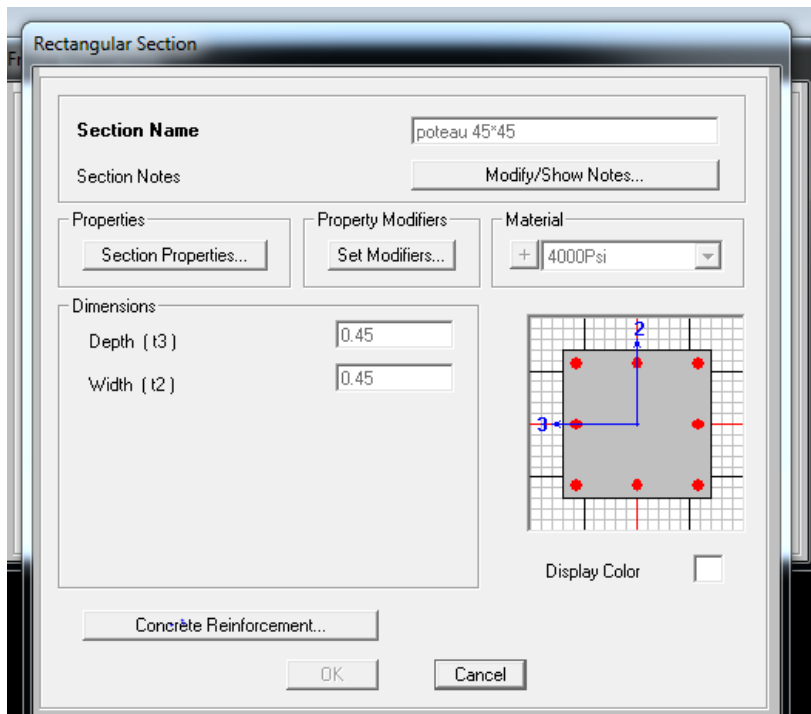 Rectangular Section
Fr
Section Name poteau 45*45
Section Notes Modify/Show Notes...
Properties Property Modifiers Material
Section Properties... Set Modifiers... + 4000Psi
Dimensions
Depth ( t3 ) 0.45
Width ( t2 ) 0.45
2
3
Display Color
Concrete Reinforcement...
OK Cancel